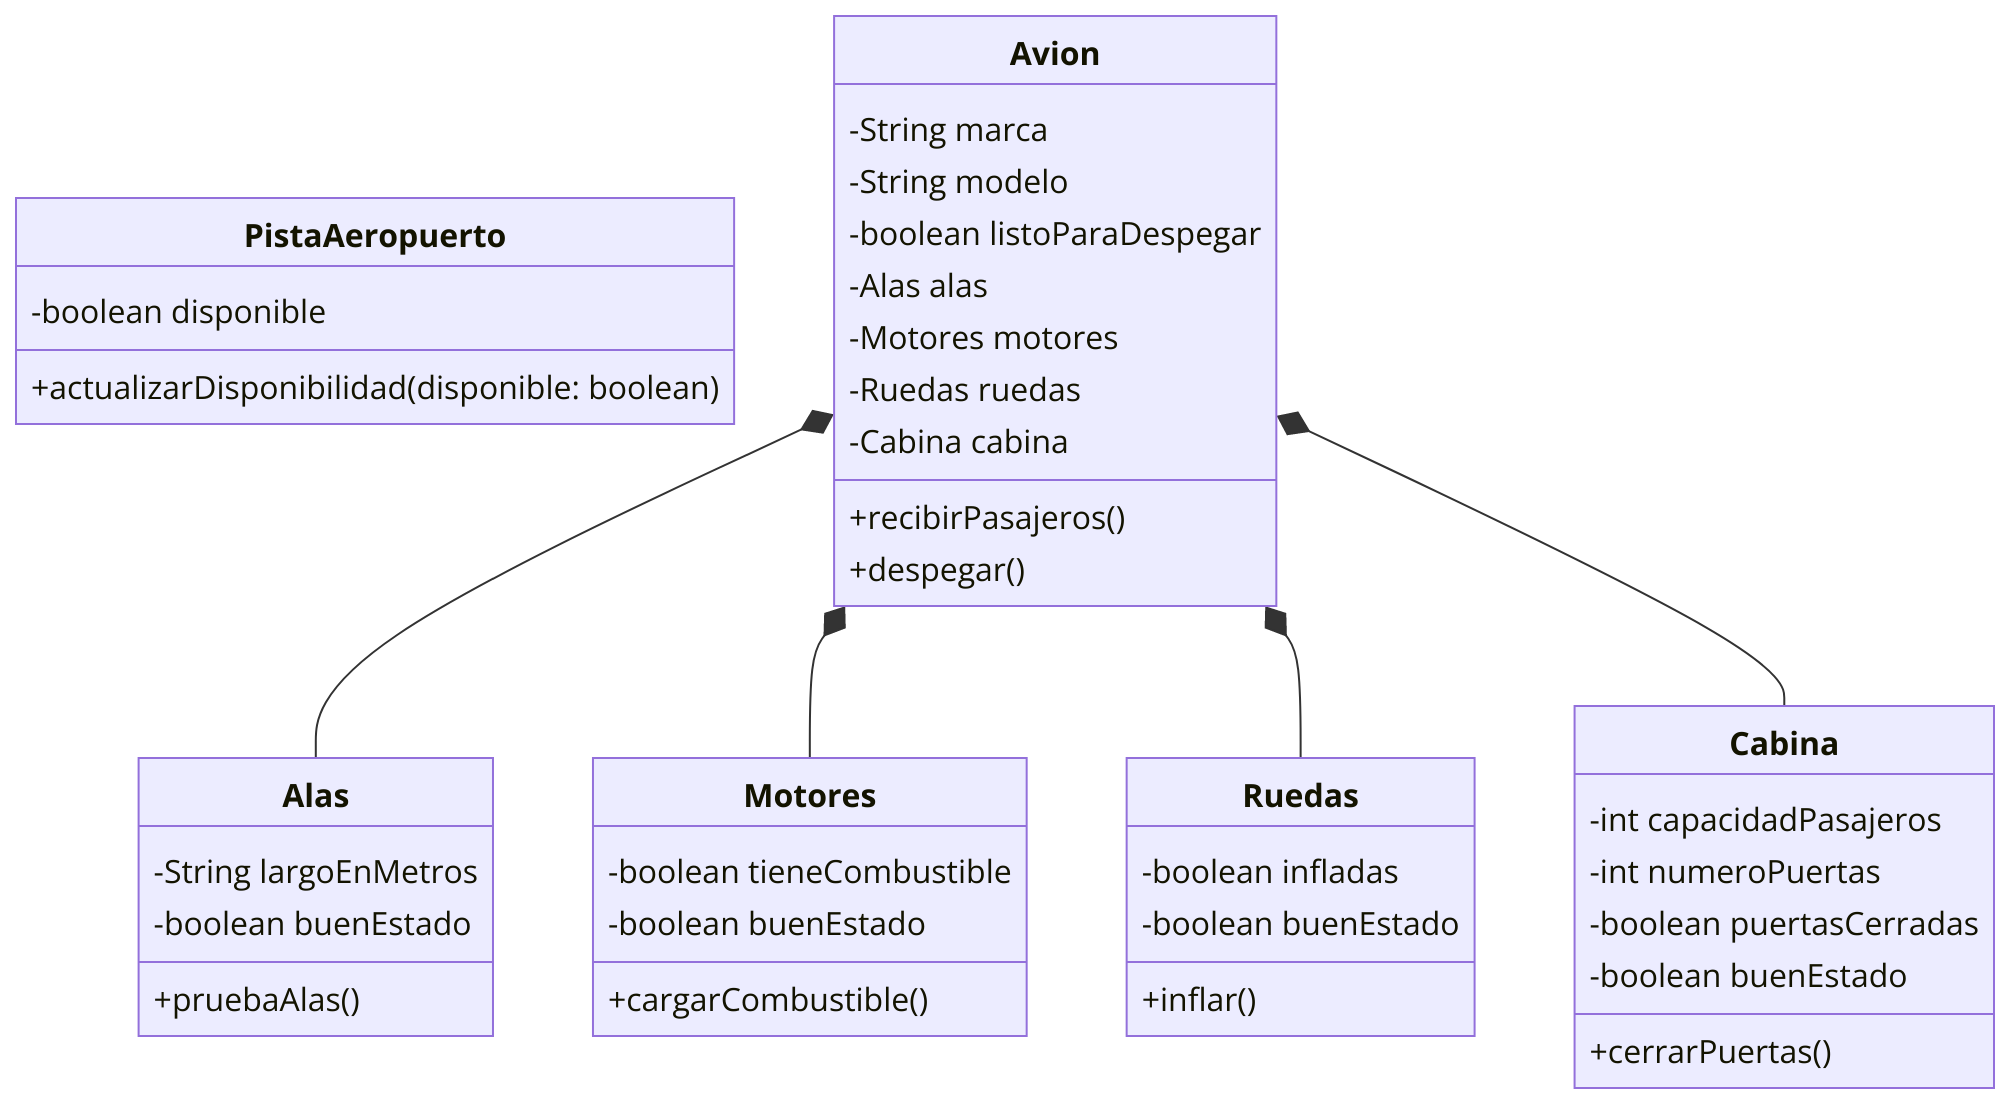 Avion
-String marca
-String modelo
-boolean listoParaDespegar
-Alas alas
-Motores motores
-Ruedas ruedas
-Cabina cabina
+recibirPasajeros()
+despegar()
PistaAeropuerto
-boolean disponible
+actualizarDisponibilidad(disponible: boolean)
Alas
-String largoEnMetros
-boolean buenEstado
+pruebaAlas()
Motores
-boolean tieneCombustible
-boolean buenEstado
+cargarCombustible()
Ruedas
-boolean infladas
-boolean buenEstado
+inflar()
Cabina
-int capacidadPasajeros
-int numeroPuertas
-boolean puertasCerradas
-boolean buenEstado
+cerrarPuertas()